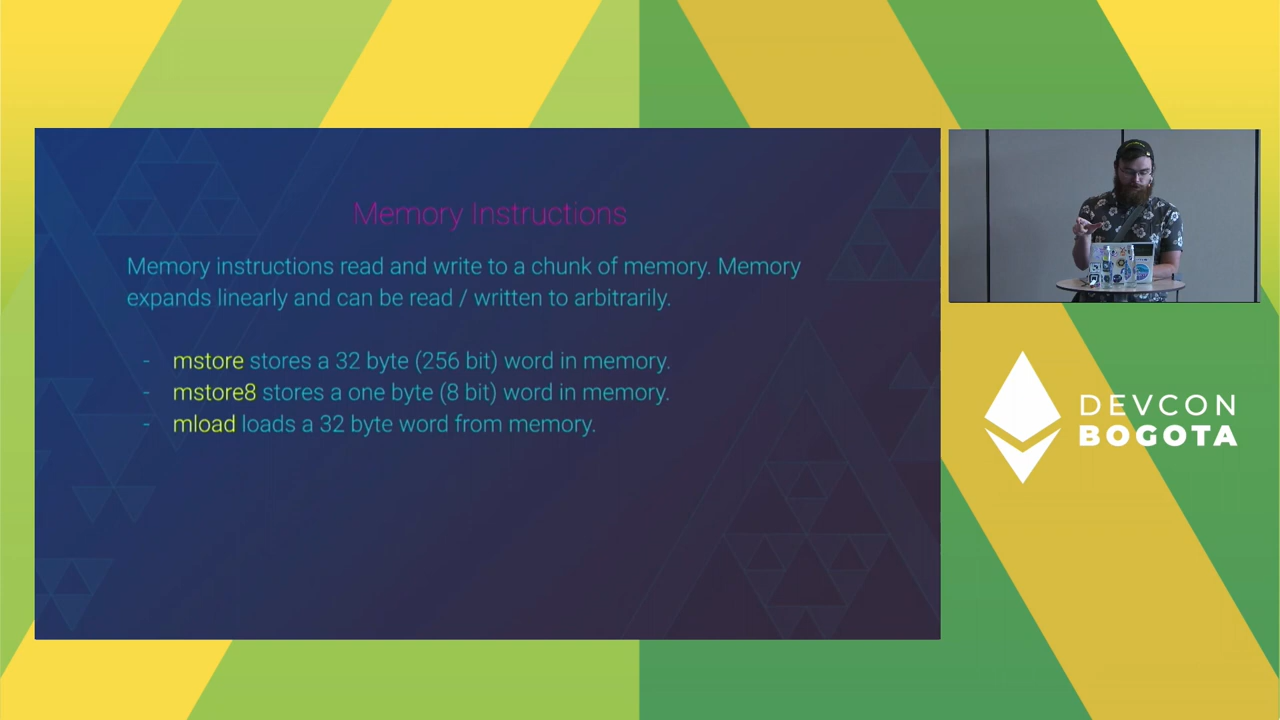 Memory Instructions
Memory instructions read and write to a chunk of memory. Memory
expands linearly and can be read / written to arbitrarily.
- mstore stores a 32 byte (256 bit) word in memory.
- mstore8 stores a one byte (8 bit) word in memory.
- mload loads a 32 byte word from memory.
DEVCON
BOGOTA